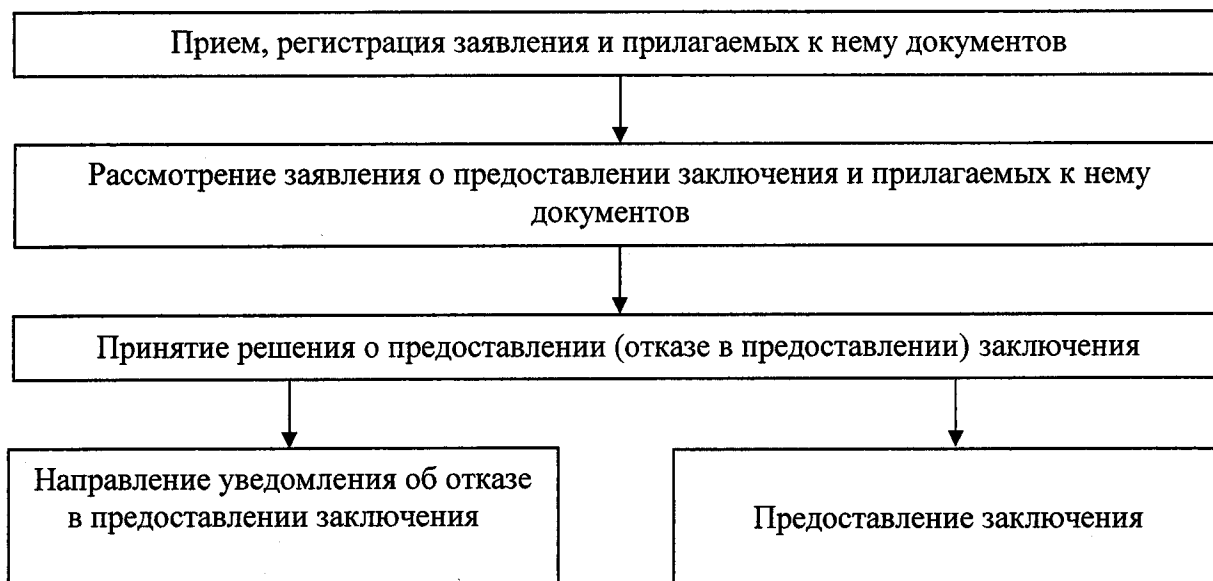 Прием, регистрация заявления и прилагаемых к нему документов
Рассмотрение заявления о предоставлении заключения и прилагаемых к нему
документов
Принятие решения о предоставлении (отказе в предоставлении) заключения
Направление уведомления об отказе
в предоставлении заключения
Предоставление заключения